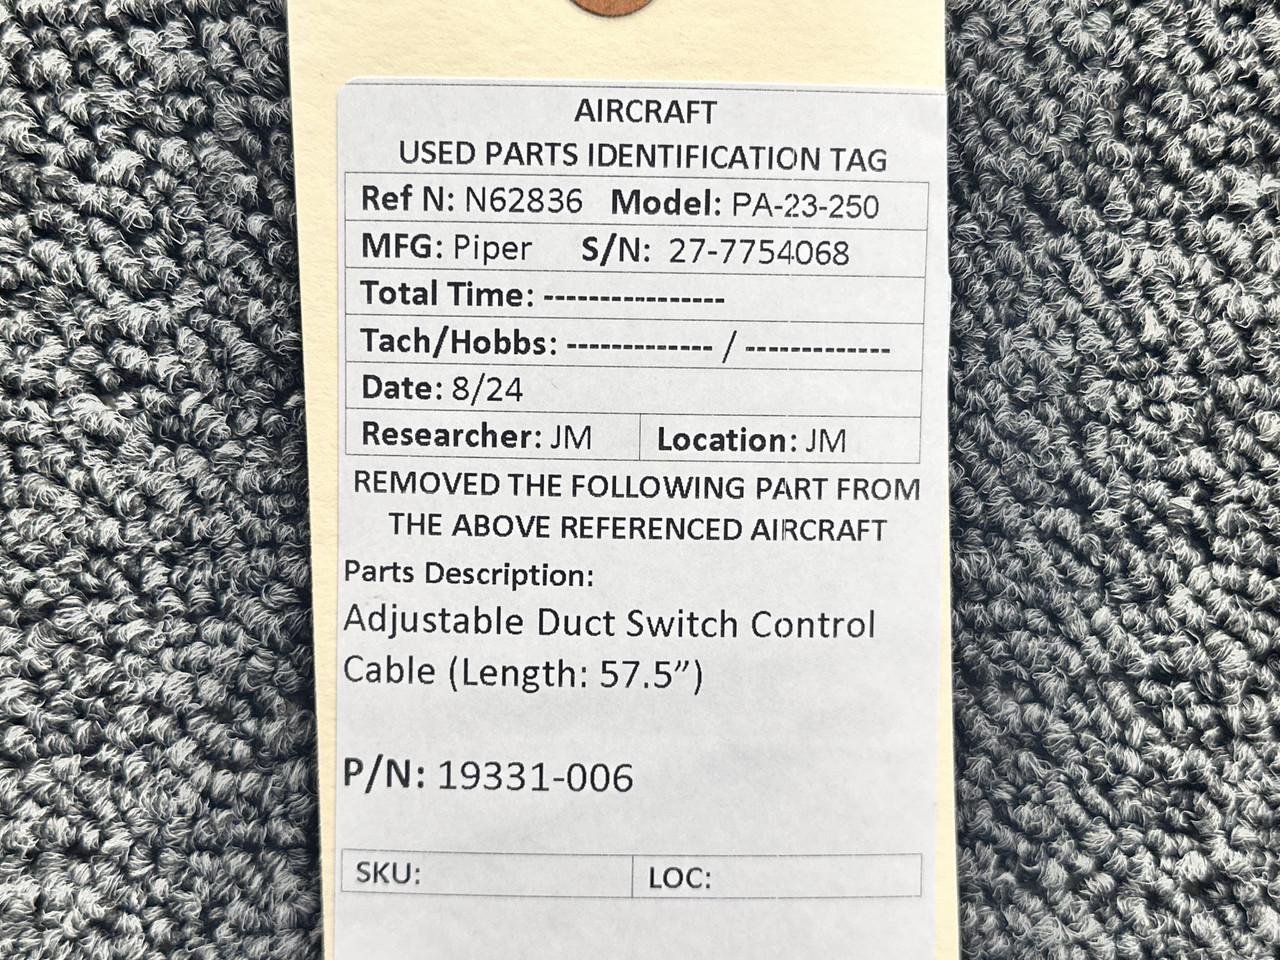 AIRCRAFT
USED PARTS IDENTIFICATION TAG
Ref N: N62836 Model: PA-23-250
MFG: Piper S/N: 27-7754068
Total Time: ----------------
Tach/Hobbs: ------------- / -------------
Date: 8/24
Researcher: JM Location: JM
REMOVED THE FOLLOWING PART FROM
THE ABOVE REFERENCED AIRCRAFT
Parts Description:
Adjustable Duct Switch Control
Cable (Length: 57.5”)
P/N: 19331-006
SKU: LOC: